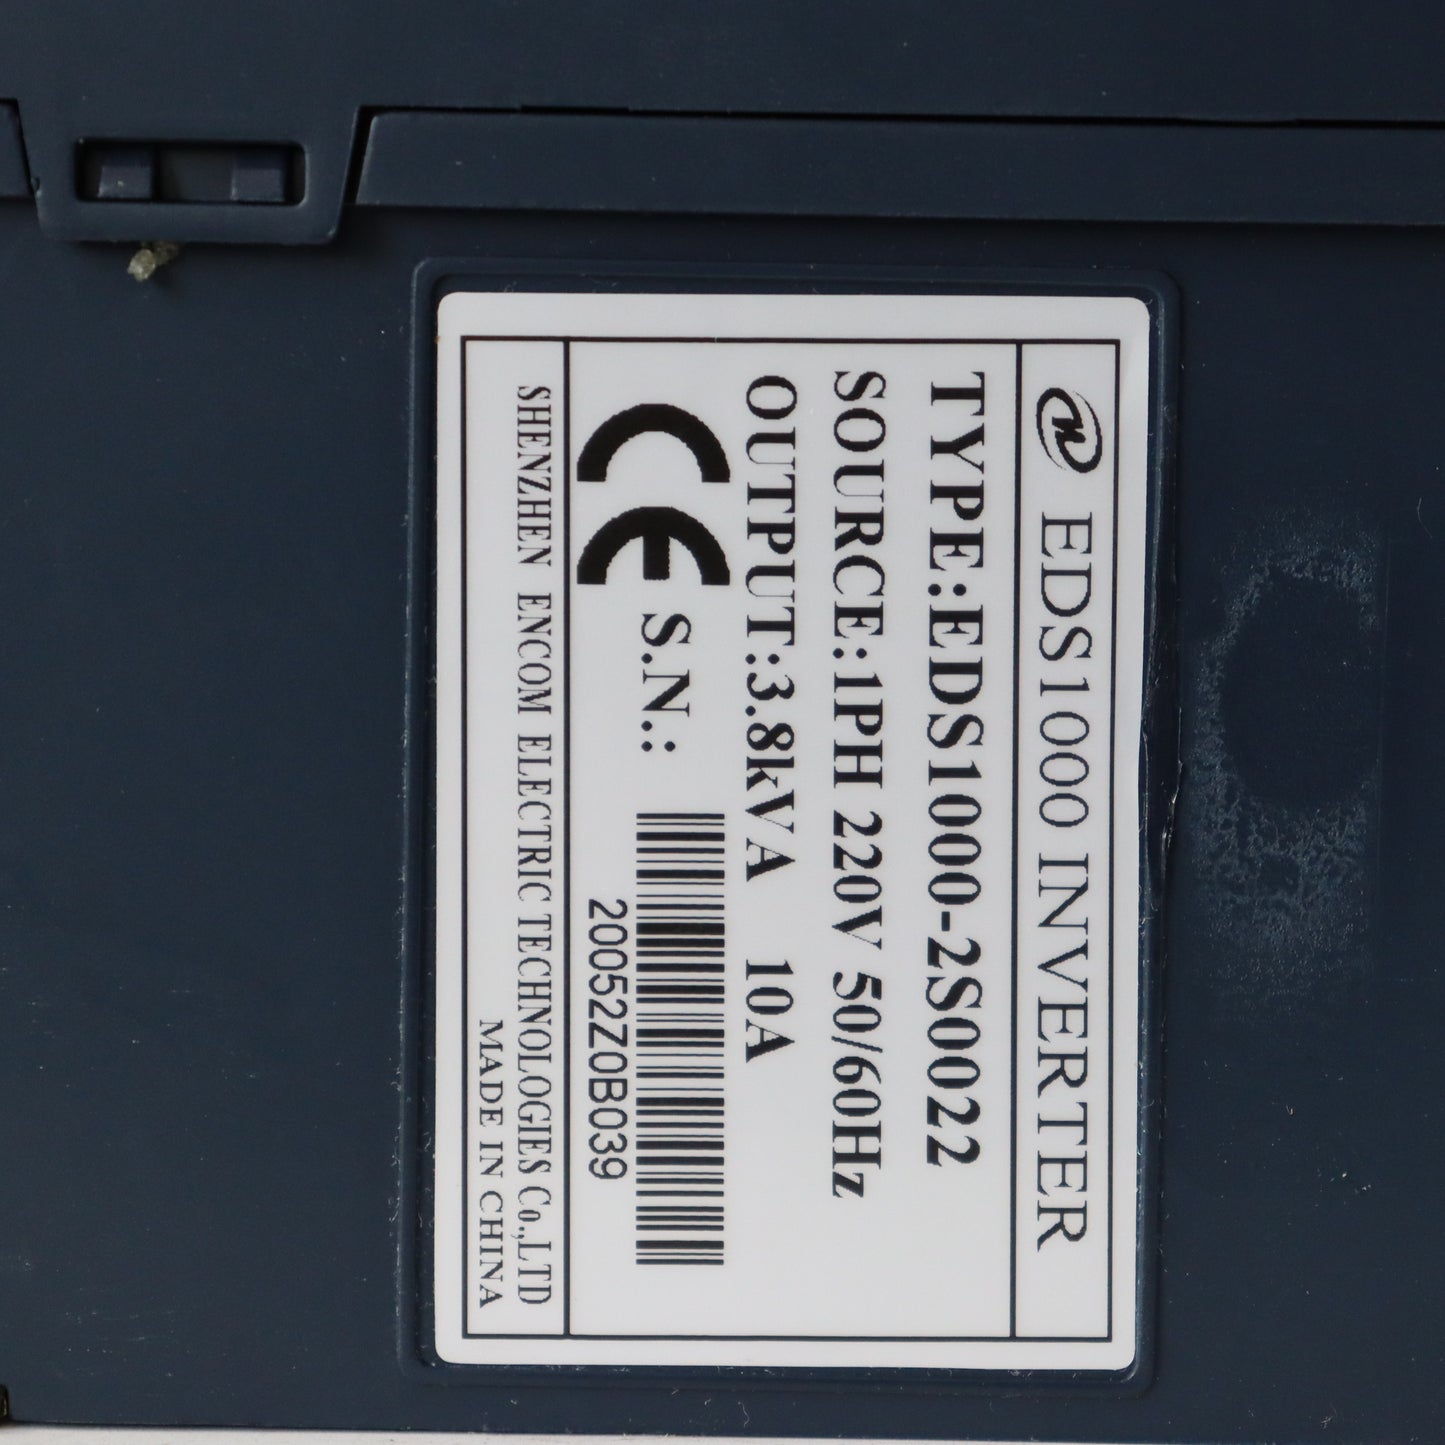 EDS1000 INVERTER
TYPE:EDS1000-2S0022
SOURCE:1PH 220V 50/60Hz
OUTPUT:3.8kVA 10A
CE S.N.:
20052Z0B039
SHENZHEN ENCOM ELECTRIC TECHNOLOGIES Co.,LTD
MADE IN CHINA